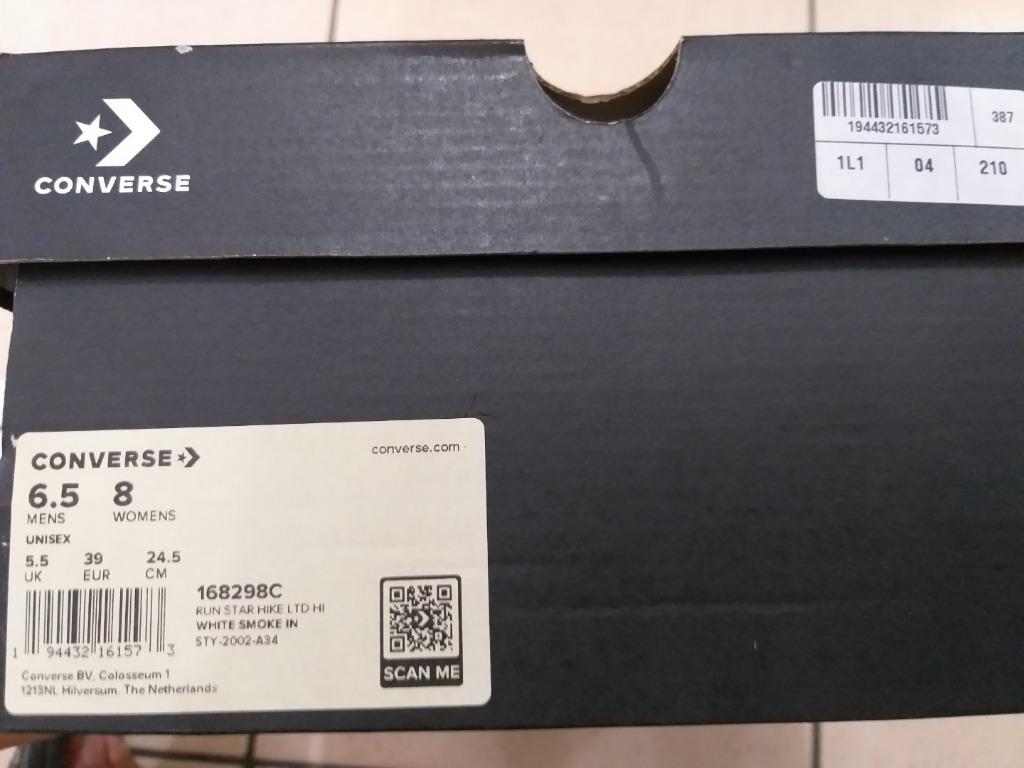 CONVERSE
194432161573
387
1L1 04 210
CONVERSE
converse.com
6.5 8
MENS WOMENS
UNISEX
5.5 39 24.5
UK EUR CM
168298C
RUN STAR HIKE LTD HI
WHITE SMOKE IN
STY-2002-A34
1 94432 16157 3
SCAN ME
Converse BV, Colosseum 1
1213NL Hilversum, The Netherlands